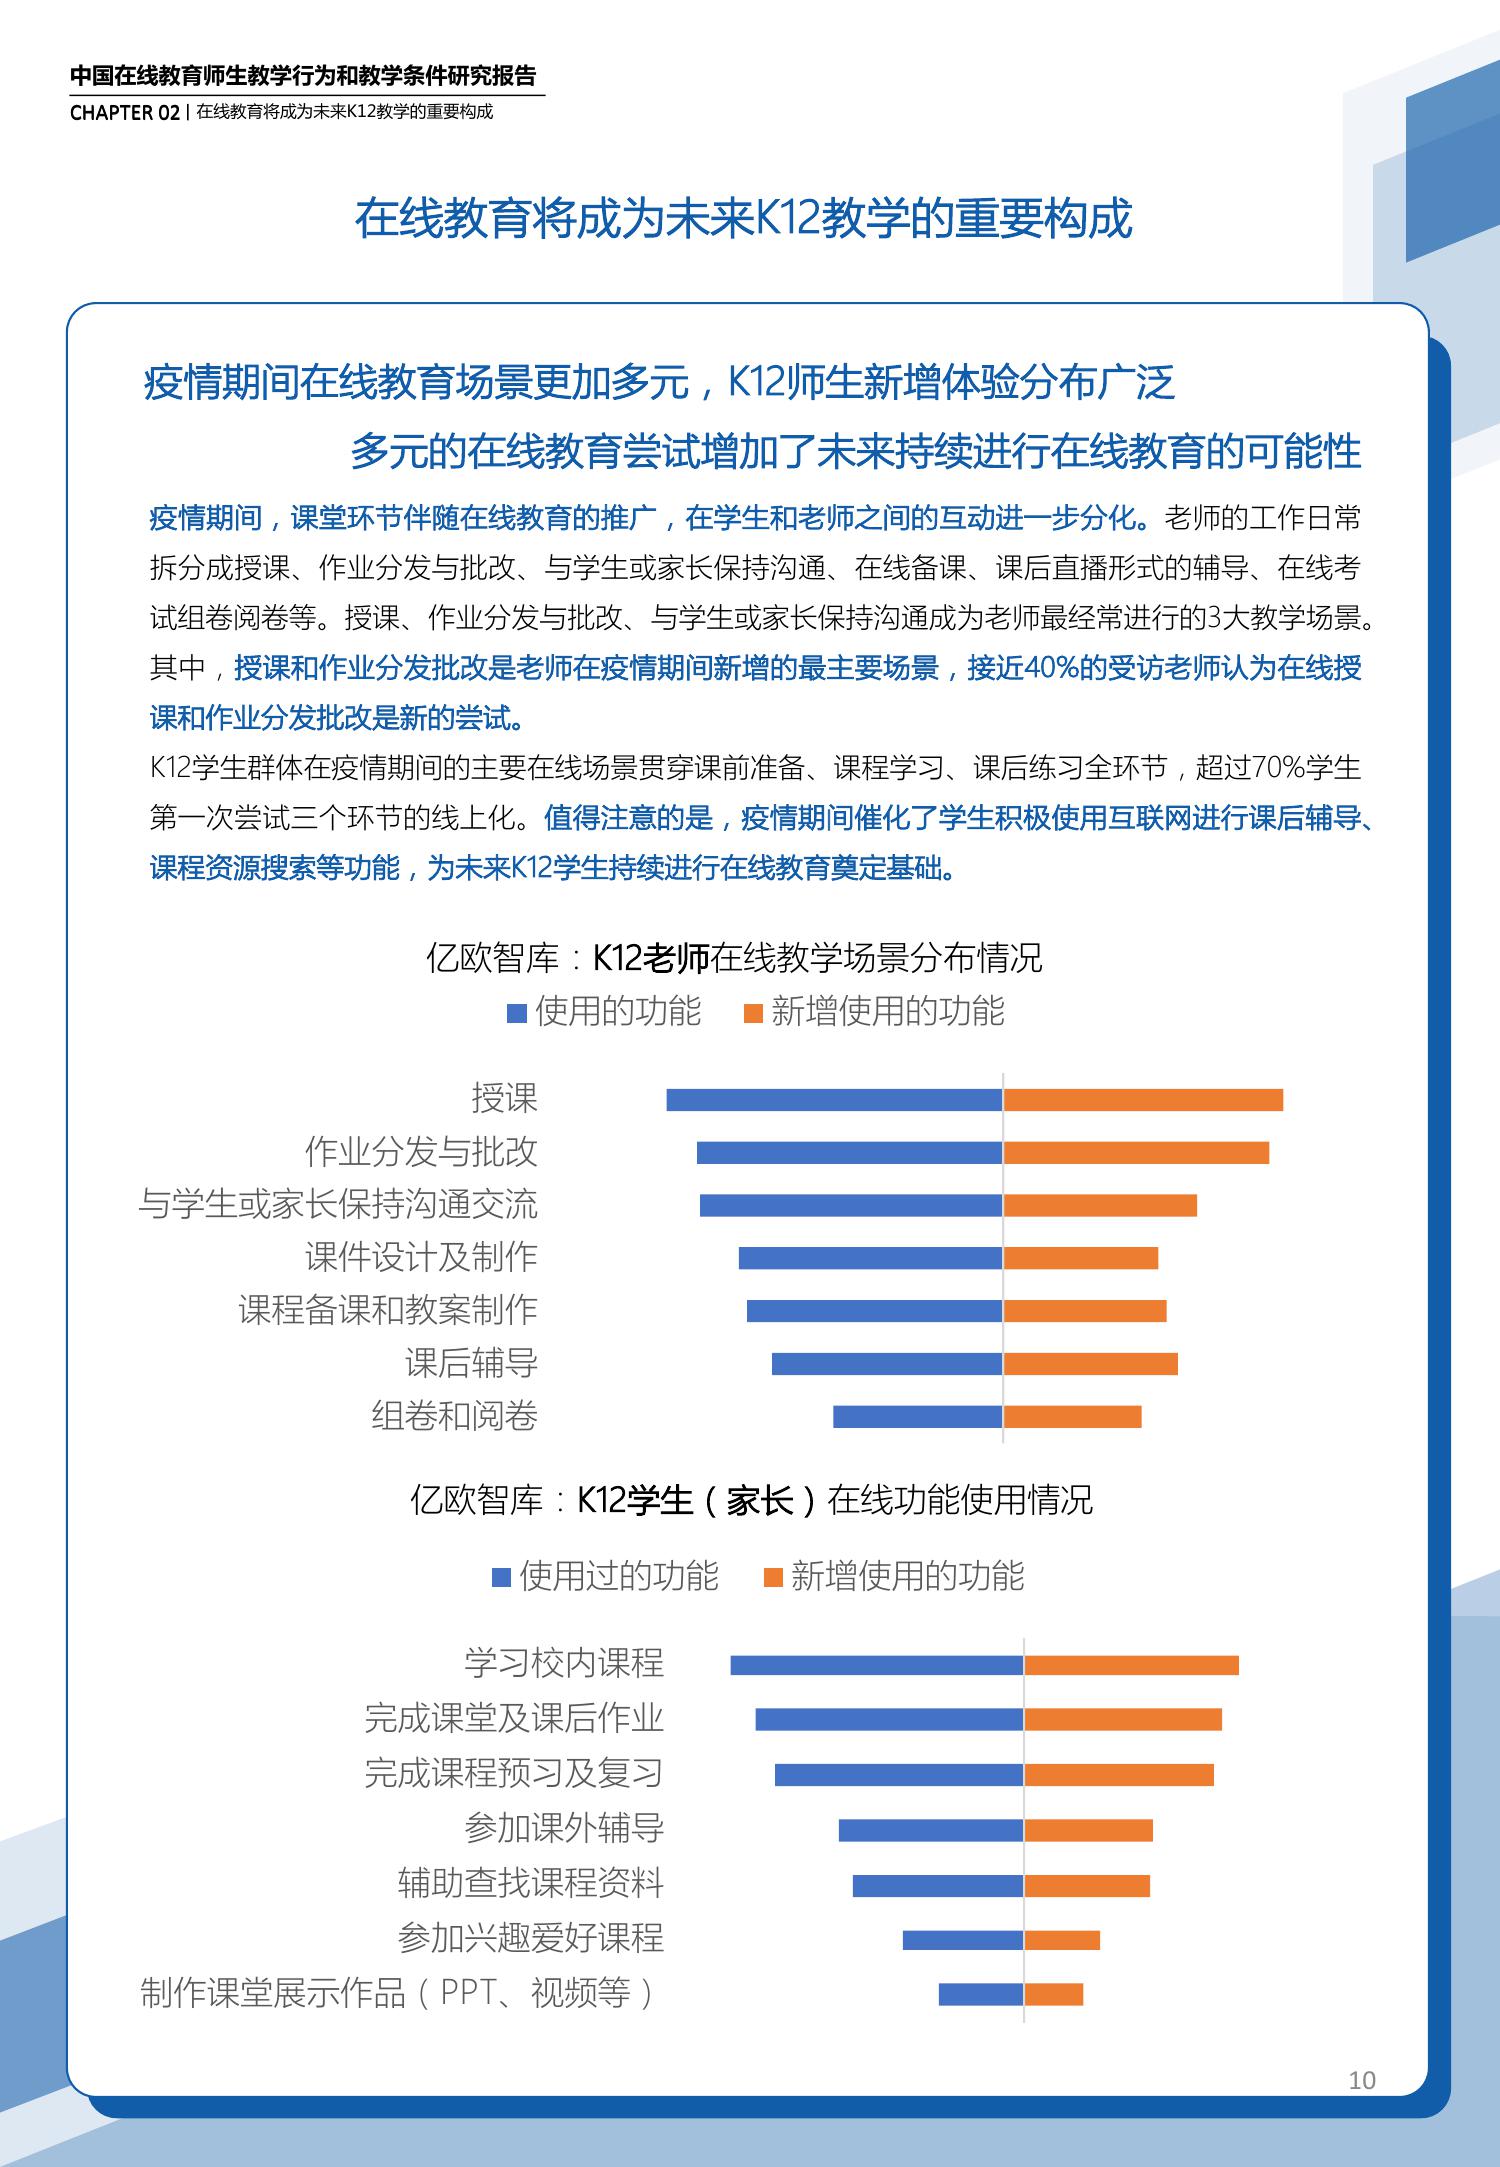 中国在线教育师生教学行为和教学条件研究报告
CHAPTER 02 | 在线教育将成为未来K12教学的重要构成
在线教育将成为未来K12教学的重要构成
疫情期间在线教育场景更加多元，K12师生新增体验分布广泛
多元的在线教育尝试增加了未来持续进行在线教育的可能性
疫情期间，课堂环节伴随在线教育的推广，在学生和老师之间的互动进一步分化。老师的工作日常
拆分成授课、作业分发与批改、与学生或家长保持沟通、在线备课、课后直播形式的辅导、在线考
试组卷阅卷等。授课、作业分发与批改、与学生或家长保持沟通成为老师最经常进行的3大教学场景。
其中，授课和作业分发批改是老师在疫情期间新增的最主要场景，接近40%的受访老师认为在线授
课和作业分发批改是新的尝试。
K12学生群体在疫情期间的主要在线场景贯穿课前准备、课程学习、课后练习全环节，超过70%学生
第一次尝试三个环节的线上化。值得注意的是，疫情期间催化了学生积极使用互联网进行课后辅导、
课程资源搜索等功能，为未来K12学生持续进行在线教育奠定基础。
亿欧智库：K12老师在线教学场景分布情况
使用的功能 新增使用的功能
授课
作业分发与批改
与学生或家长保持沟通交流
课件设计及制作
课程备课和教案制作
课后辅导
组卷和阅卷
亿欧智库：K12学生（家长）在线功能使用情况
使用过的功能 新增使用的功能
学习校内课程
完成课堂及课后作业
完成课程预习及复习
参加课外辅导
辅助查找课程资料
参加兴趣爱好课程
制作课堂展示作品（PPT、视频等）
10